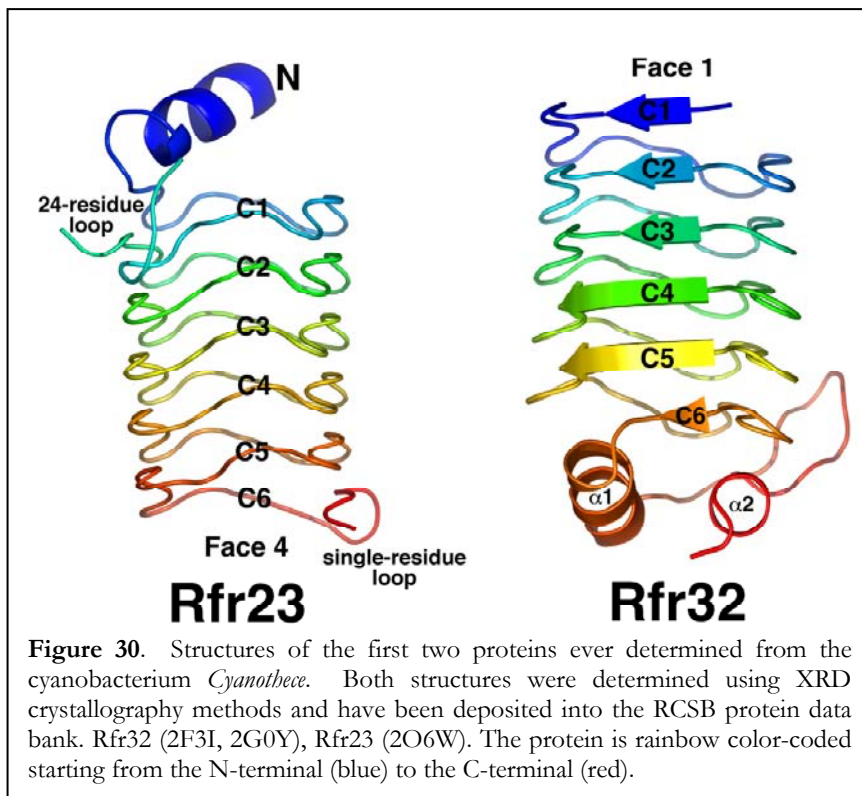 N
24-residue
loop
C1
C2
C3
C4
C5
C6
Face 4
single-residue
loop
Rfr23
Face 1
C1
C2
C3
C4
C5
C6
α1
α2
Rfr32
Figure 30. Structures of the first two proteins ever determined from the
cyanobacterium Cyanothece. Both structures were determined using XRD
crystallography methods and have been deposited into the RCSB protein data
bank. Rfr32 (2F3I, 2G0Y), Rfr23 (2O6W). The protein is rainbow color-coded
starting from the N-terminal (blue) to the C-terminal (red).